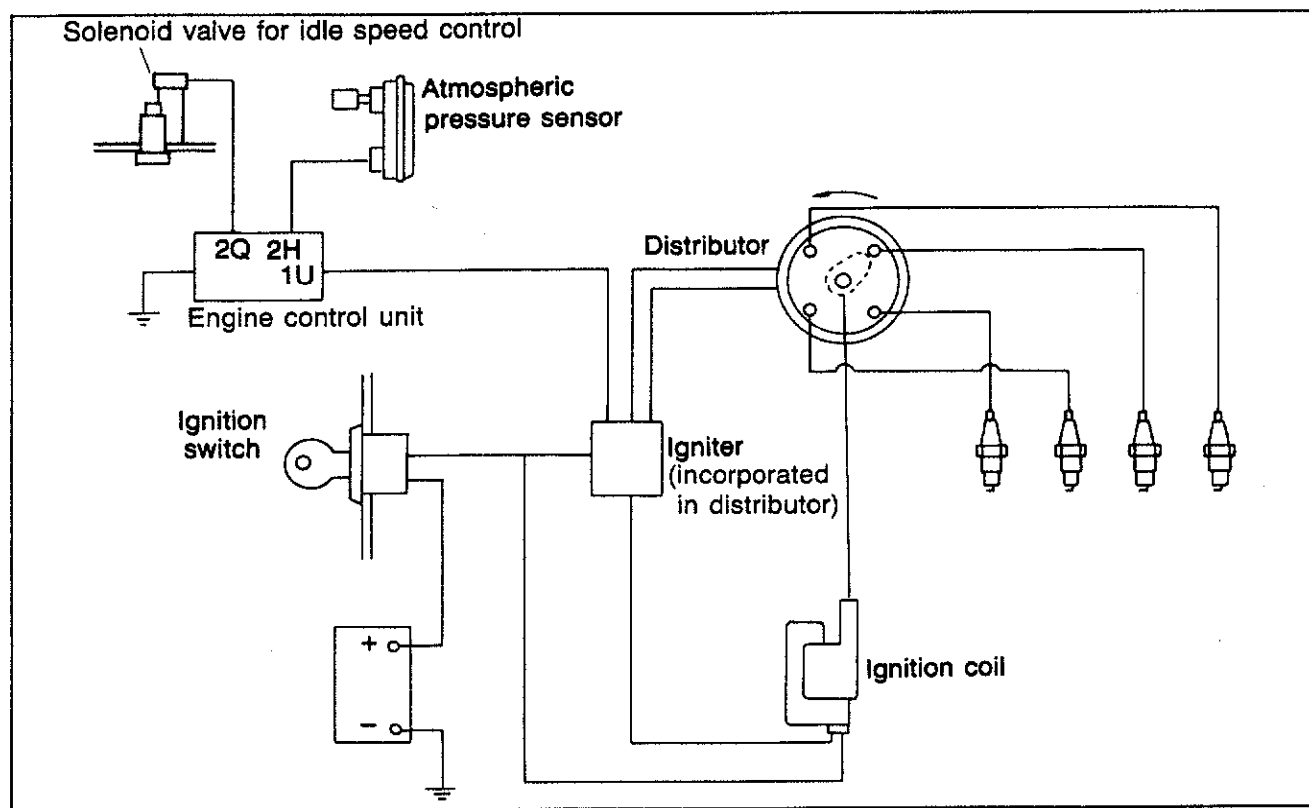 Solenoid valve for idle speed control
Atmospheric
pressure sensor
2Q 2H
1U
Engine control unit
Distributor
Ignition
switch
Igniter
(incorporated
in distributor)
+
-
Ignition coil